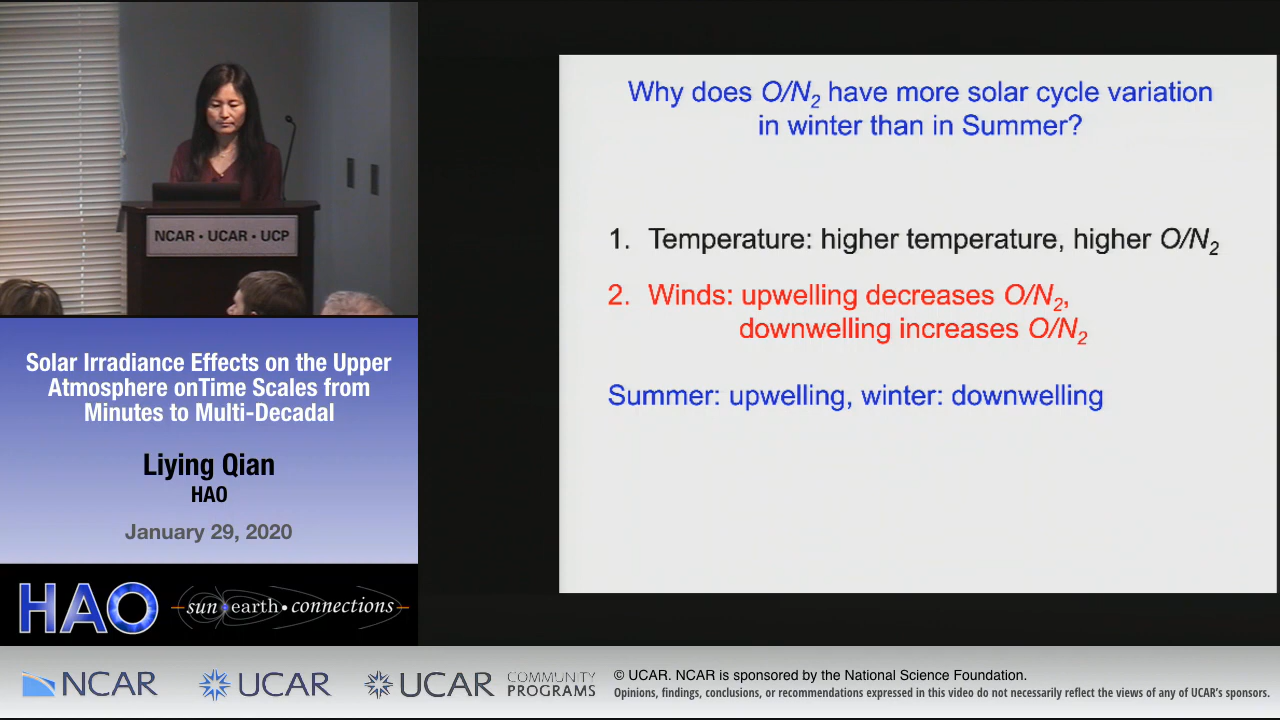 Why does O/N2 have more solar cycle variation
in winter than in Summer?
1. Temperature: higher temperature, higher O/N2
2. Winds: upwelling decreases O/N2,
downwelling increases O/N2
Summer: upwelling, winter: downwelling
NCAR • UCAR • UCP
Solar Irradiance Effects on the Upper
Atmosphere onTime Scales from
Minutes to Multi-Decadal
Liying Qian
HAO
January 29, 2020
HAO
sun•earth•connections
NCAR
UCAR
UCAR
COMMUNITY
PROGRAMS
© UCAR. NCAR is sponsored by the National Science Foundation.
Opinions, findings, conclusions, or recommendations expressed in this video do not necessarily reflect the views of any of UCAR's sponsors.